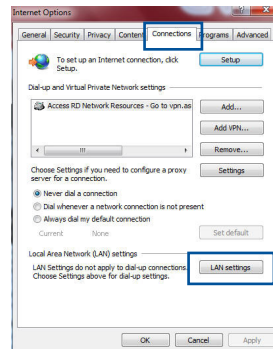 Internet Options
General Security Privacy Content Connections Programs Advanced
To set up an Internet connection, click
Setup.
Setup
Dial-up and Virtual Private Network settings
Access RD Network Resources - Go to vpn.as
Add...
Add VPN...
Remove...
Choose Settings if you need to configure a proxy
server for a connection.
Settings
Never dial a connection
Dial whenever a network connection is not present
Always dial my default connection
Current None
Set default
Local Area Network (LAN) settings
LAN Settings do not apply to dial-up connections.
Choose Settings above for dial-up settings.
LAN settings
OK Cancel Apply